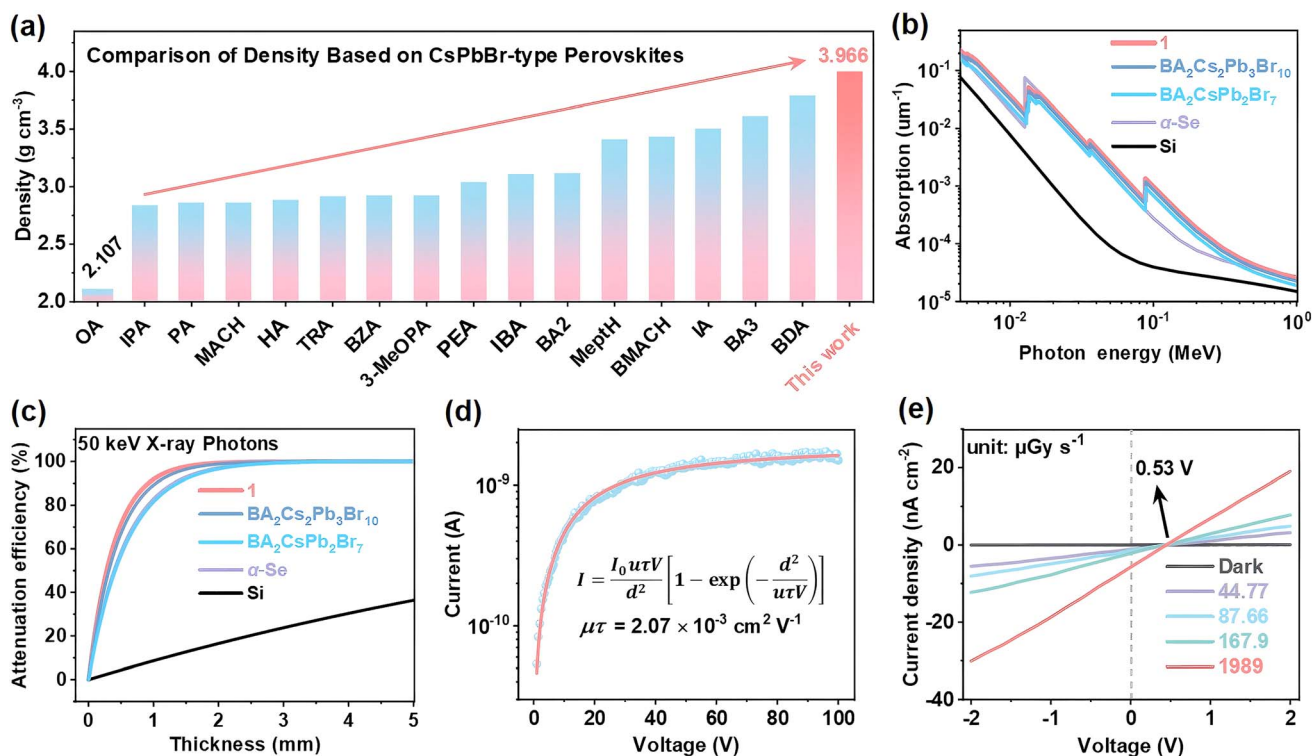 (a)
Comparison of Density Based on CsPbBr-type Perovskites
3.966
Density (g cm⁻³)
4.0
3.5
3.0
2.5
2.0
2.107
OA
IPA
PA
MACH
HA
TRA
BZA
3-MeOPA
PEA
IBA
BA2
MeptH
BMACH
IA
BA3
BDA
This work
(b)
1
BA₂Cs₂Pb₃Br₁₀
BA₂CsPb₂Br₇
α-Se
Si
Absorption (um⁻¹)
10⁻¹
10⁻²
10⁻³
10⁻⁴
10⁻⁵
10⁻² 10⁻¹ 10⁰
Photon energy (MeV)
(c)
50 keV X-ray Photons
Attenuation efficiency (%)
100
80
60
40
20
0
1
BA₂Cs₂Pb₃Br₁₀
BA₂CsPb₂Br₇
α-Se
Si
0 1 2 3 4 5
Thickness (mm)
(d)
Current (A)
10⁻⁹
10⁻¹⁰
I = I₀uτV/d² [1 − exp (− d²/uτV)]
μτ = 2.07 × 10⁻³ cm² V⁻¹
0 20 40 60 80 100
Voltage (V)
(e)
unit: μGy s⁻¹
0.53 V
Current density (nA cm⁻²)
20
0
-20
-40
Dark
44.77
87.66
167.9
1989
-2 -1 0 1 2
Voltage (V)